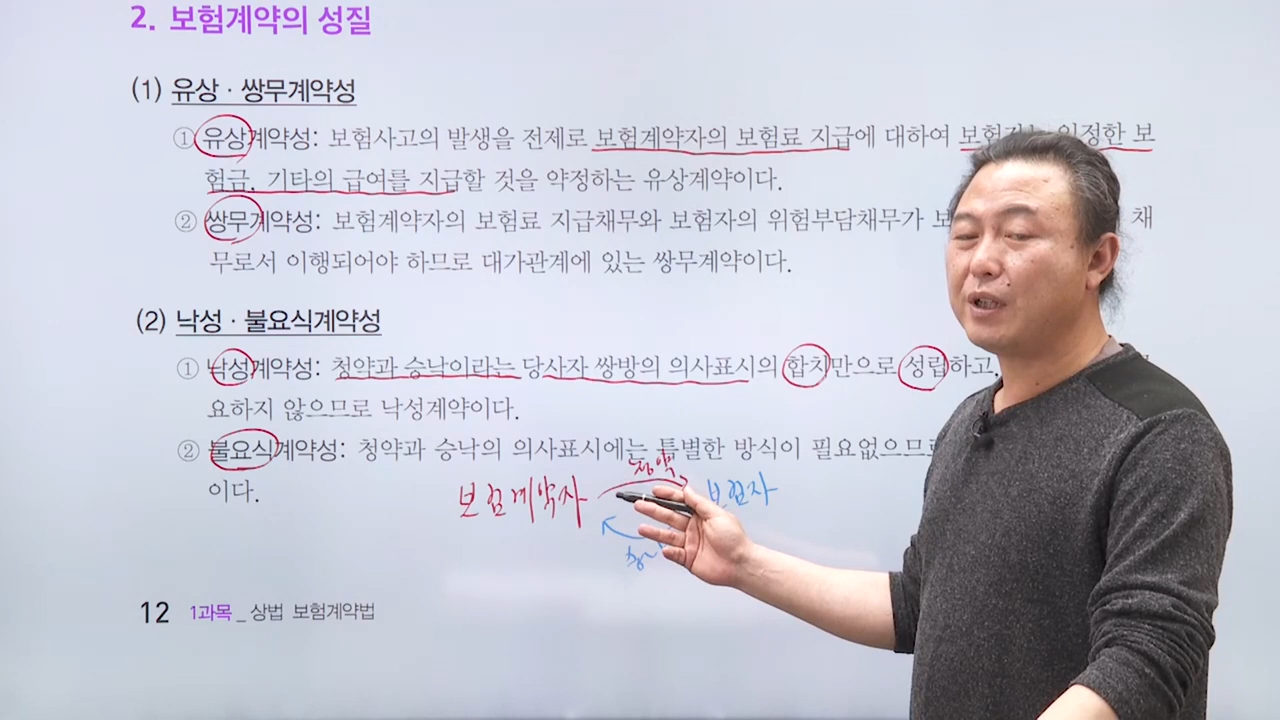 2. 보험계약의 성질
(1) 유상 · 쌍무계약성
① 유상계약성: 보험사고의 발생을 전제로 보험계약자의 보험료 지급에 대하여 보험자는 일정한 보
험금, 기타의 급여를 지급할 것을 약정하는 유상계약이다.
② 쌍무계약성: 보험계약자의 보험료 지급채무와 보험자의 위험부담채무가 채
무로서 이행되어야 하므로 대가관계에 있는 쌍무계약이다.
(2) 낙성 · 불요식계약성
① 낙성계약성: 청약과 승낙이라는 당사자 쌍방의 의사표시의 합치만으로 성립하고,
요하지 않으므로 낙성계약이다.
② 불요식계약성: 청약과 승낙의 의사표시에는 특별한 방식이 필요없으므로
이다.
청약
보험계약자 보험자
12 1과목 _ 상법 보험계약법